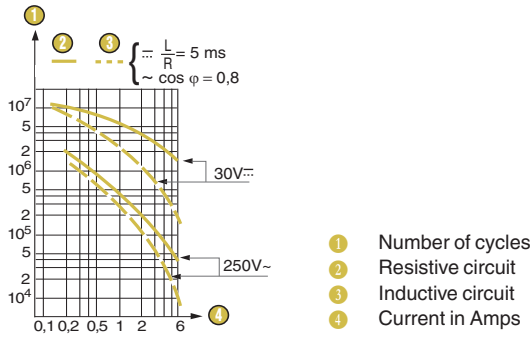 1
2 3
⎓ L/R = 5 ms
~ cos φ = 0,8
10⁷
5
2
10⁶
5
2
10⁵
5
2
10⁴
30V⎓
250V~
0,1 0,2 0,5 1 2 6
4
1 Number of cycles
2 Resistive circuit
3 Inductive circuit
4 Current in Amps